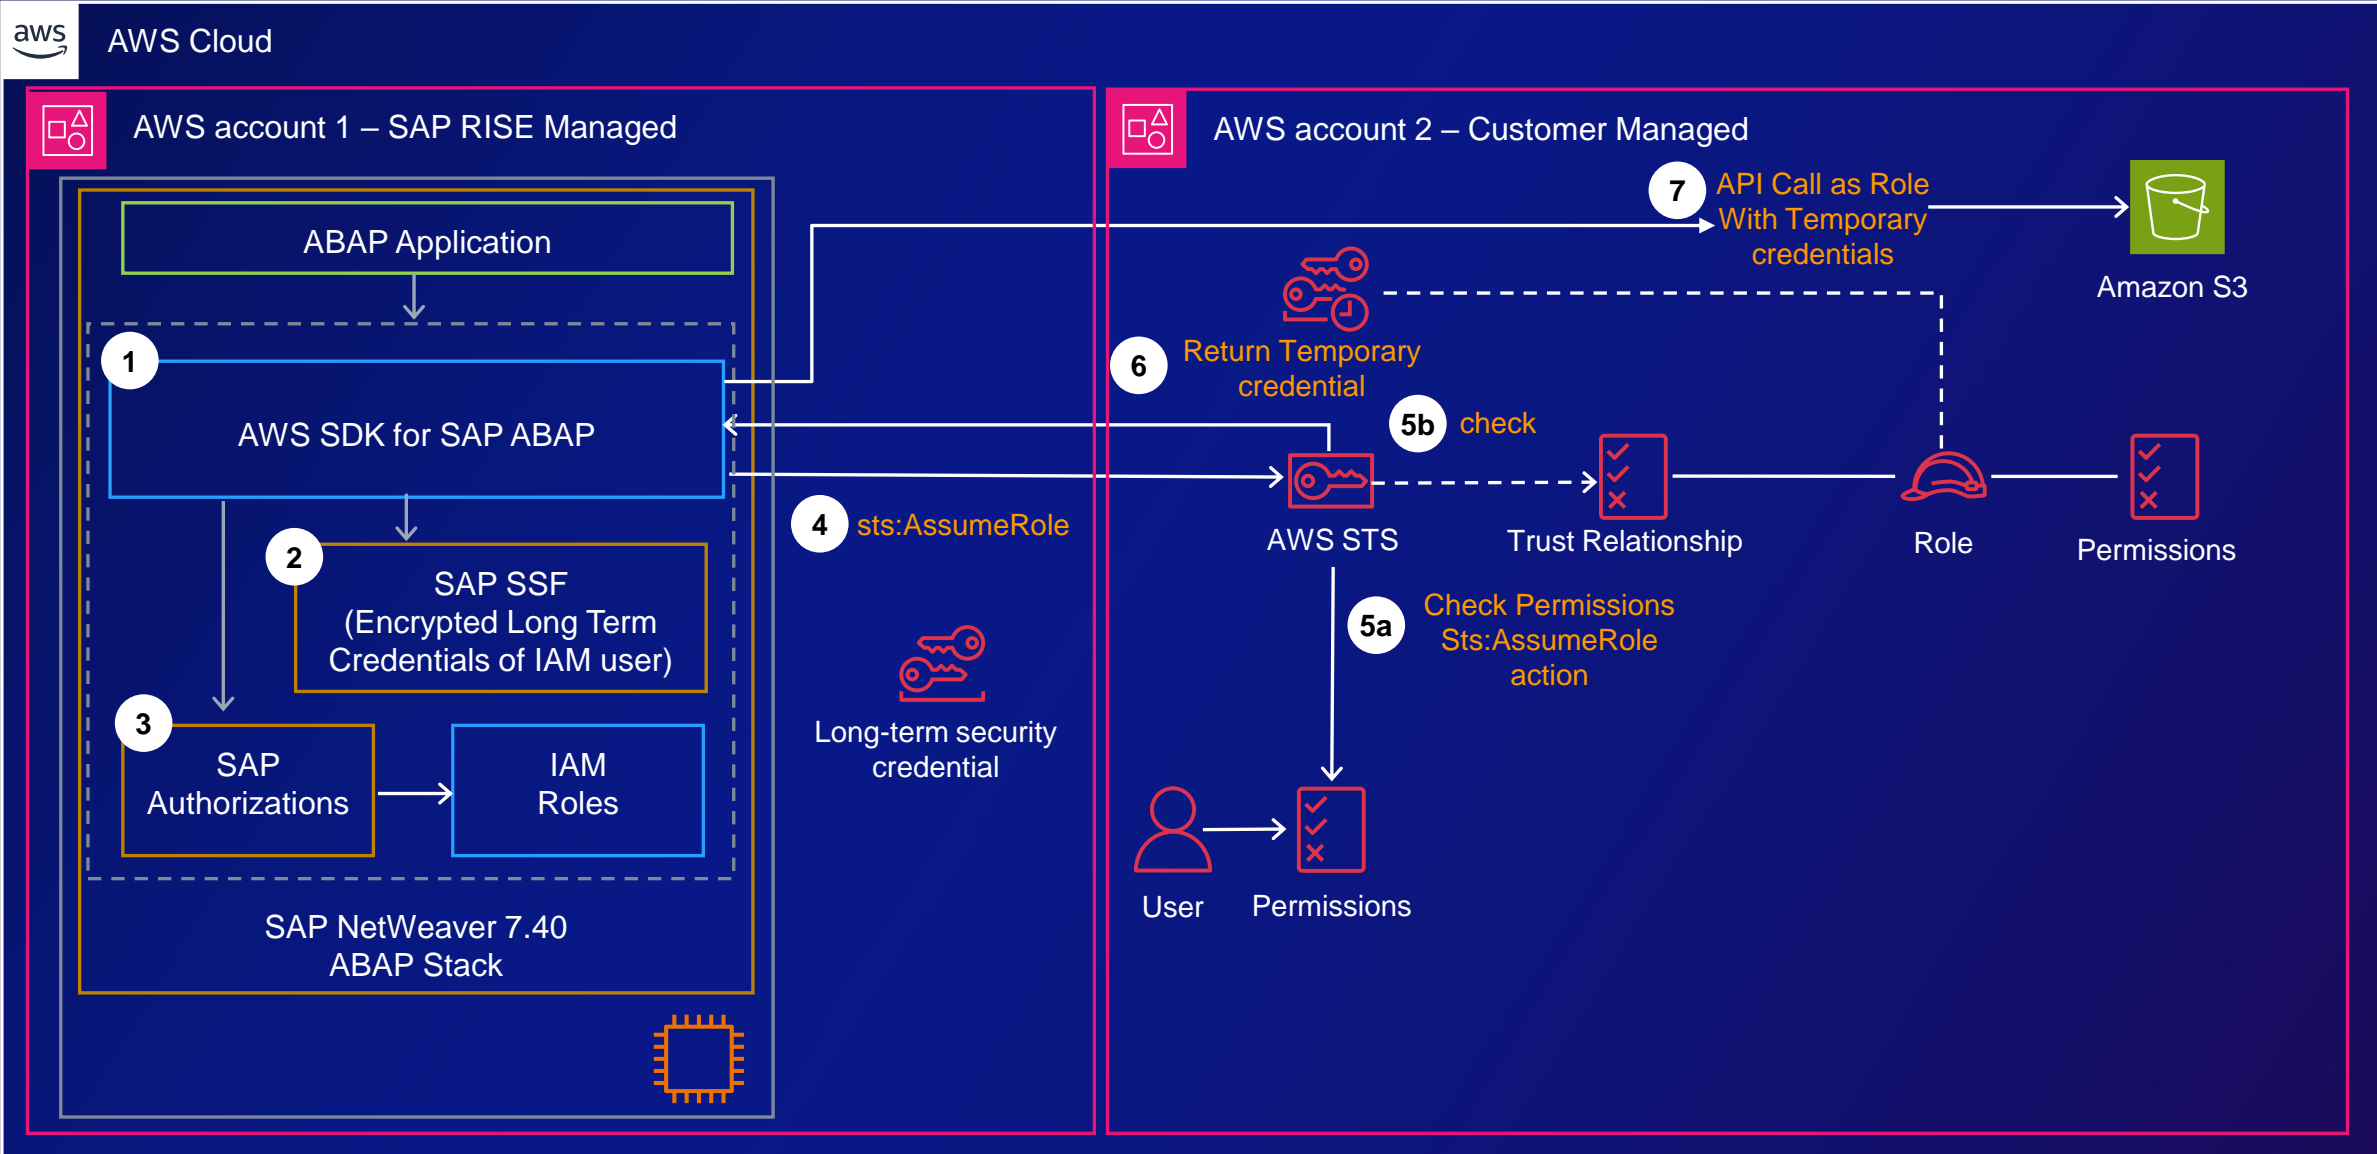 aws
AWS Cloud
AWS account 1 – SAP RISE Managed
ABAP Application
1
AWS SDK for SAP ABAP
2
SAP SSF
(Encrypted Long Term
Credentials of IAM user)
3
SAP
Authorizations
IAM
Roles
SAP NetWeaver 7.40
ABAP Stack
4
sts:AssumeRole
Long-term security
credential
AWS account 2 – Customer Managed
7
API Call as Role
With Temporary
credentials
Amazon S3
6
Return Temporary
credential
5b
check
AWS STS
Trust Relationship
Role
Permissions
5a
Check Permissions
Sts:AssumeRole
action
User
Permissions